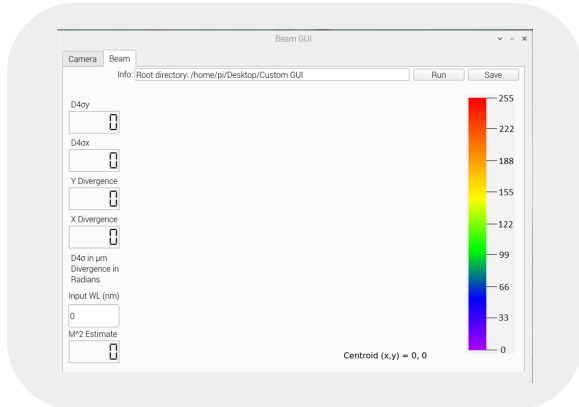 Beam GUI
Camera Beam
Info: Root directory: /home/pi/Desktop/Custom GUI Run Save
D4σy
0
D4σx
0
Y Divergence
0
X Divergence
0
D4σ in μm
Divergence in
Radians
Input WL (nm)
0
M^2 Estimate
0
255
222
188
155
122
99
66
33
0
Centroid (x,y) = 0, 0